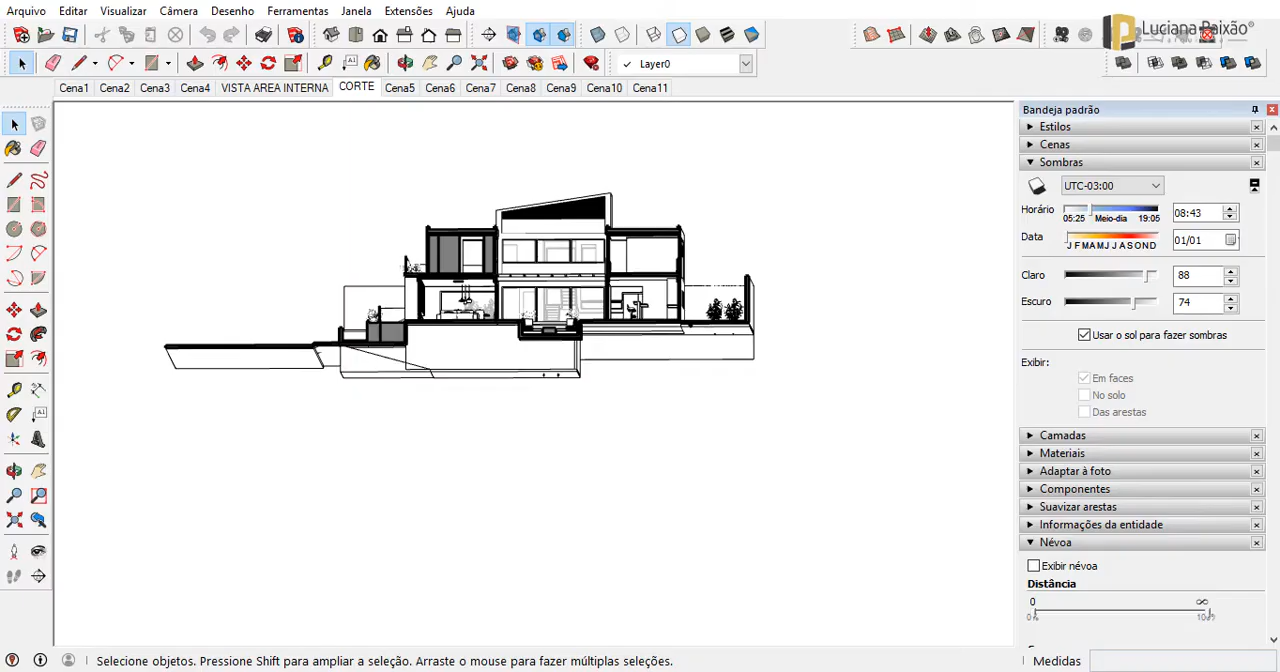 Arquivo Editar Visualizar Câmera Desenho Ferramentas Janela Extensões Ajuda
Luciana Paixão®
A1 Layer0
Cena1 Cena2 Cena3 Cena4 VISTA AREA INTERNA CORTE Cena5 Cena6 Cena7 Cena8 Cena9 Cena10 Cena11
Bandeja padrão
Estilos
Cenas
Sombras
UTC-03:00
Horário
05:25 Meio-dia 19:05
08:43
Data
J F M A M J J A S O N D
01/01
Claro 88
Escuro 74
Usar o sol para fazer sombras
Exibir:
Em faces
No solo
Das arestas
Camadas
Materiais
Adaptar à foto
Componentes
Suavizar arestas
Informações da entidade
Névoa
Exibir névoa
Distância
0 ∞
A1
Selecione objetos. Pressione Shift para ampliar a seleção. Arraste o mouse para fazer múltiplas seleções.
Medidas